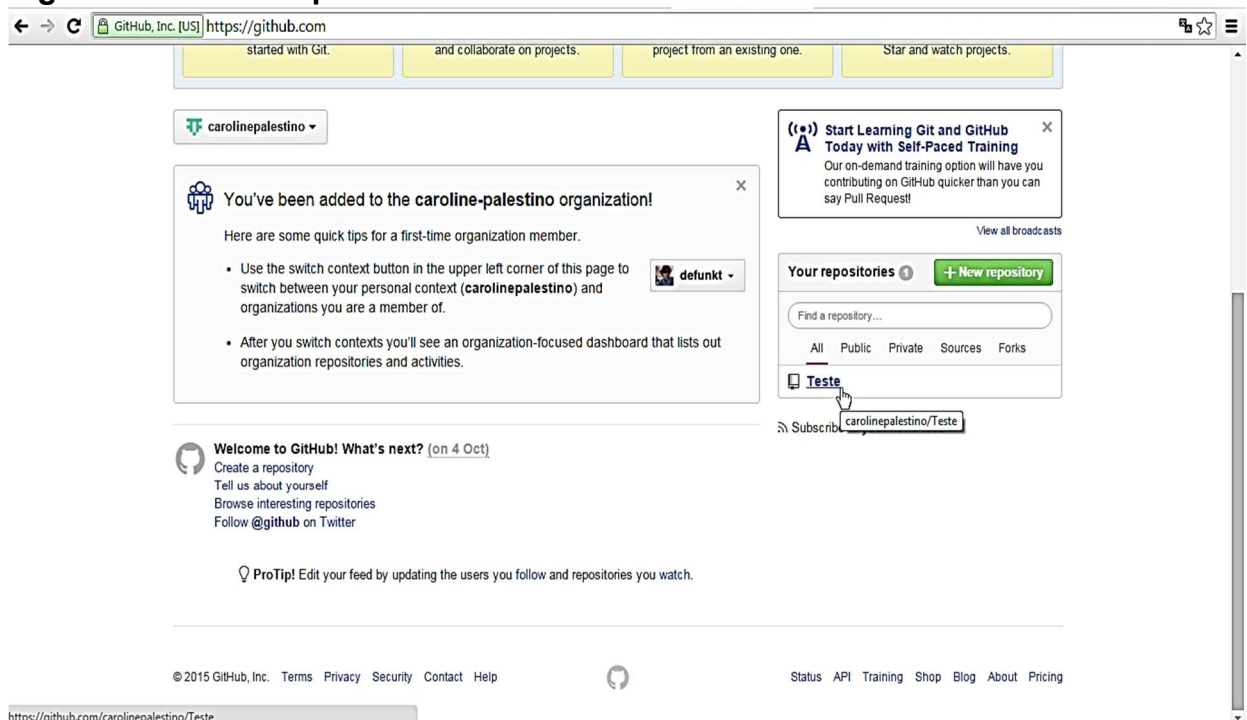 GitHub, Inc. [US] https://github.com
started with Git.
and collaborate on projects.
project from an existing one.
Star and watch projects.
carolinepalestino
You've been added to the caroline-palestino organization!
Here are some quick tips for a first-time organization member.
• Use the switch context button in the upper left corner of this page to
switch between your personal context (carolinepalestino) and
organizations you are a member of.
defunkt
• After you switch contexts you'll see an organization-focused dashboard that lists out
organization repositories and activities.
Start Learning Git and GitHub
Today with Self-Paced Training
Our on-demand training option will have you
contributing on GitHub quicker than you can
say Pull Request!
View all broadcasts
Your repositories 1
+ New repository
Find a repository...
All Public Private Sources Forks
Teste
carolinepalestino/Teste
Subscribe
Welcome to GitHub! What's next? (on 4 Oct)
Create a repository
Tell us about yourself
Browse interesting repositories
Follow @github on Twitter
ProTip! Edit your feed by updating the users you follow and repositories you watch.
© 2015 GitHub, Inc. Terms Privacy Security Contact Help
Status API Training Shop Blog About Pricing
https://github.com/carolinepalestino/Teste